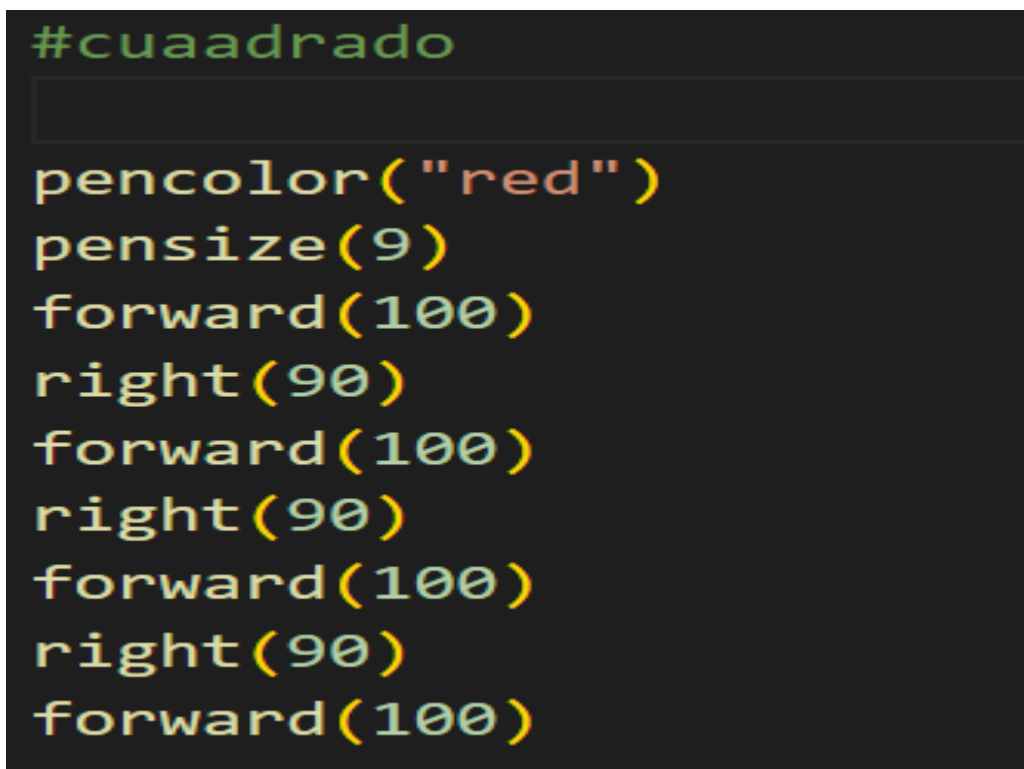 #cuaadrado
pencolor("red")
pensize(9)
forward(100)
right(90)
forward(100)
right(90)
forward(100)
right(90)
forward(100)